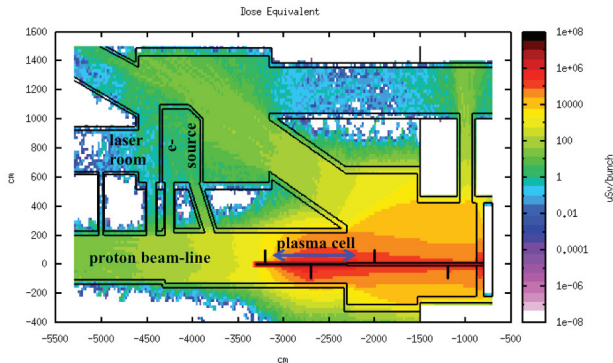 Dose Equivalent
1600
1400
1200
1000
800
600
400
200
0
-200
-400
cm
laser
room
e-
source
plasma cell
proton beam-line
-5500 -5000 -4500 -4000 -3500 -3000 -2500 -2000 -1500 -1000 -500
cm
1e+08
1e+06
10000
100
1
0.01
0.0001
1e-06
1e-08
uSv/bunch